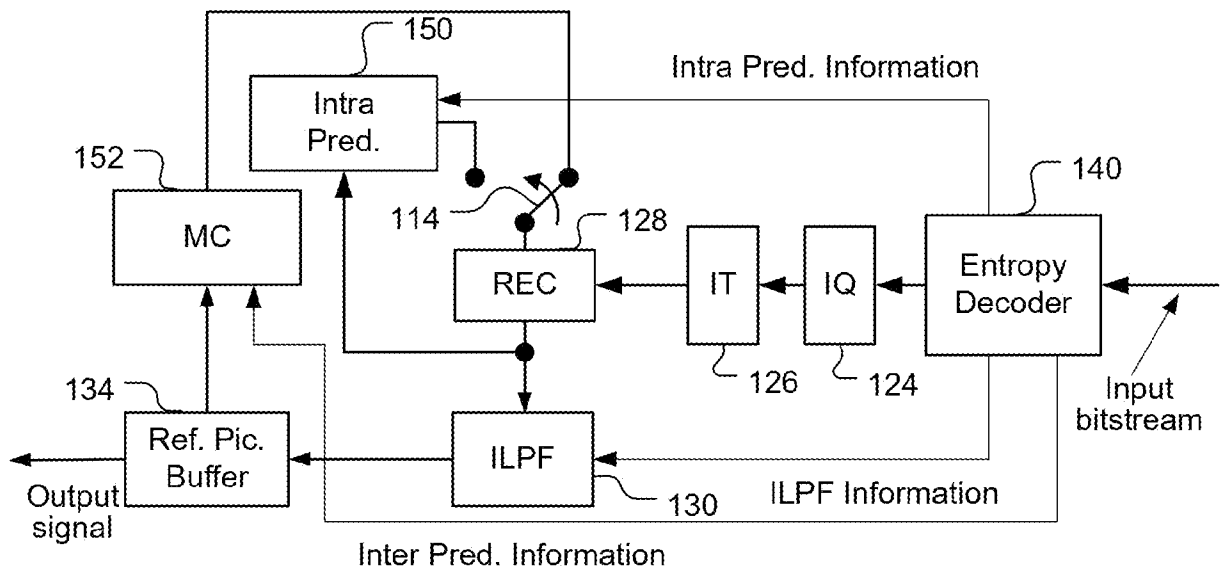 150
Intra Pred. Information
Intra
Pred.
152
140
114
128
MC
REC
IT
IQ
Entropy
Decoder
134
126
124
Input
bitstream
Ref. Pic.
Buffer
ILPF
Output
signal
130
ILPF Information
Inter Pred. Information